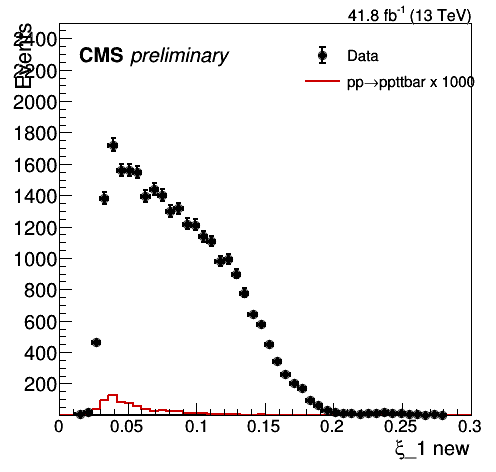 41.8 fb⁻¹ (13 TeV)
Events
CMS preliminary
Data
pp→ppttbar x 1000
2400
2200
2000
1800
1600
1400
1200
1000
800
600
400
200
0 0.05 0.1 0.15 0.2 0.25 0.3
ξ_1 new